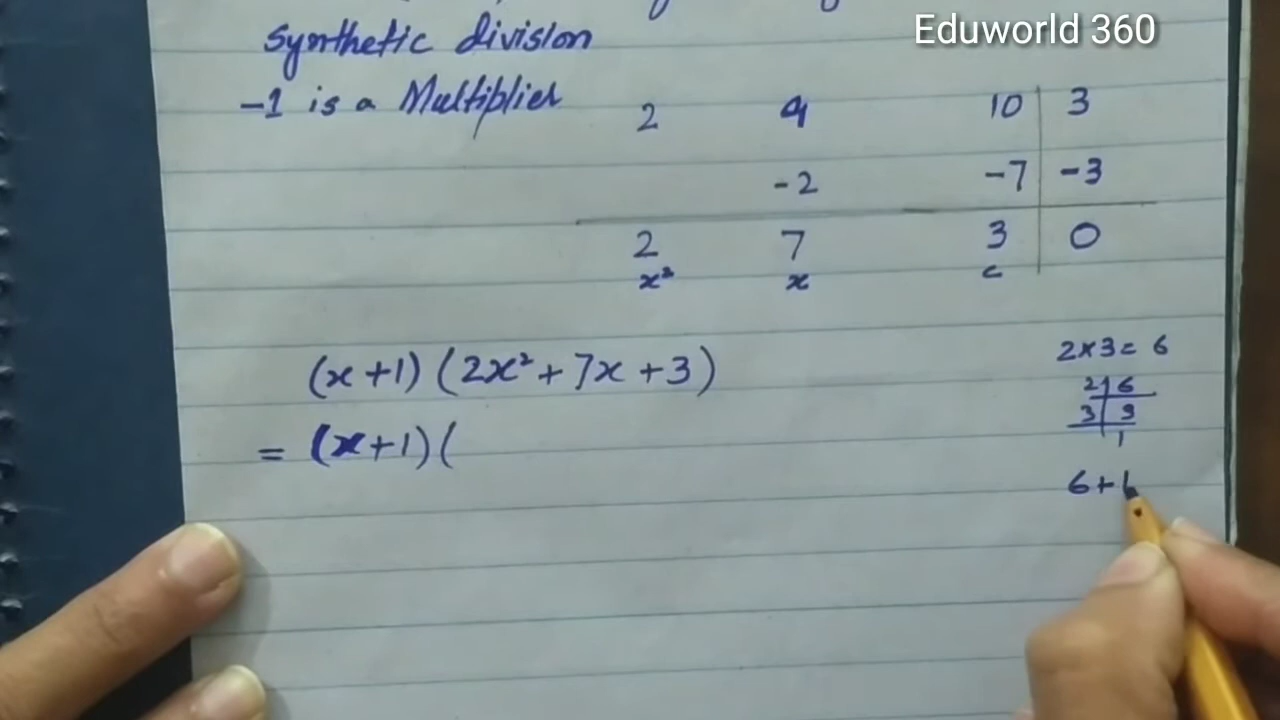 Eduworld 360
synthetic division
-1 is a Multiplier
2 9 10 3
-2 -7 -3
2 7 3 0
x² x c
(x+1) (2x²+7x+3)
= (x+1) (
2×3= 6
2 6
3 3
1
6+1